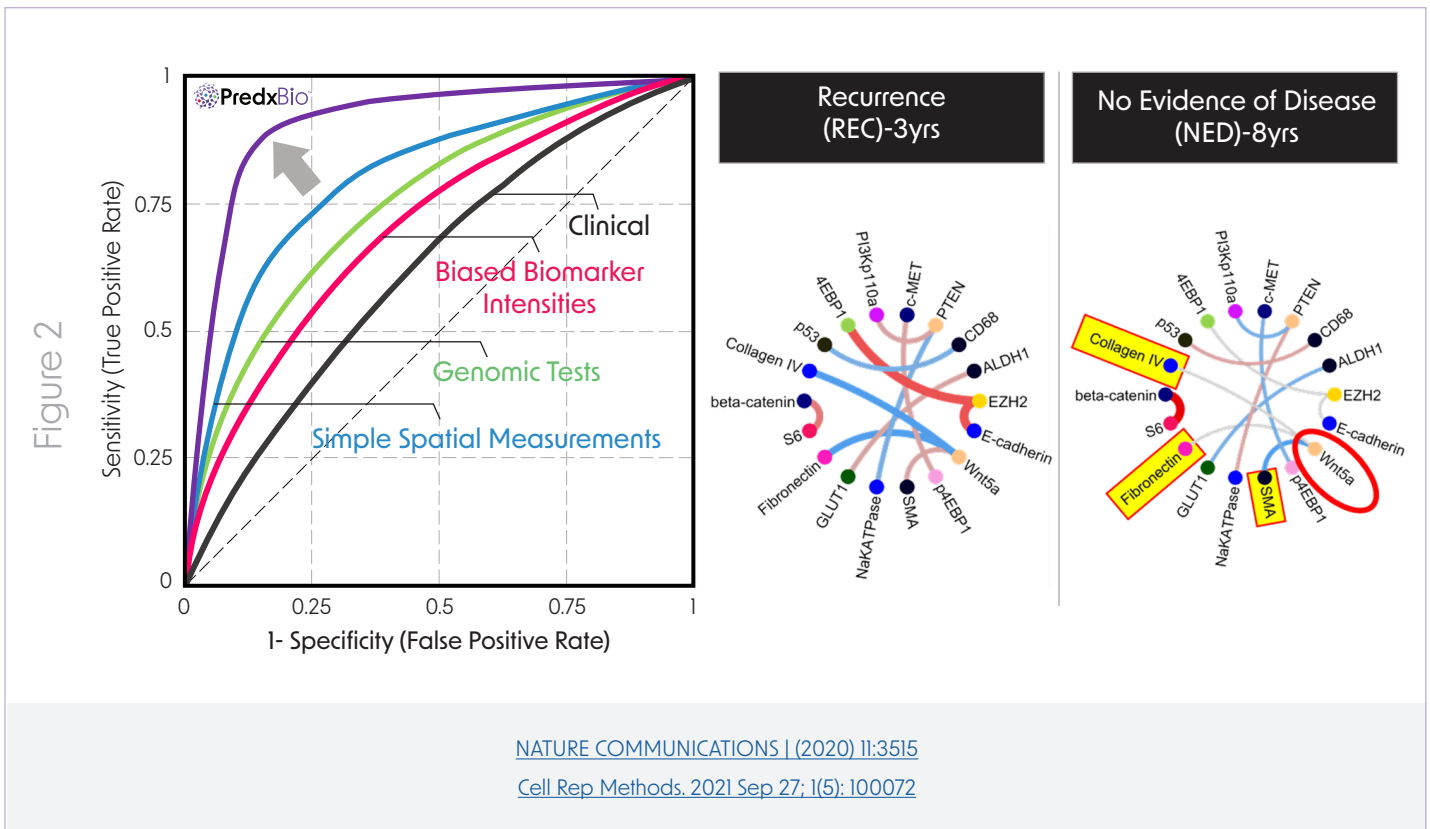 Figure 2
PredxBio
Sensitivity (True Positive Rate)
1
0.75
0.5
0.25
0
0
0.25
0.5
0.75
1
1- Specificity (False Positive Rate)
Clinical
Biased Biomarker
Intensities
Genomic Tests
Simple Spatial Measurements
Recurrence
(REC)-3yrs
PI3Kp110a
c-MET
PTEN
CD68
ALDH1
EZH2
E-cadherin
Wnt5a
p4EBP1
SMA
NaKATPase
GLUT1
Fibronectin
S6
beta-catenin
Collagen IV
p53
4EBP1
No Evidence of Disease
(NED)-8yrs
PI3Kp110a
c-MET
PTEN
CD68
ALDH1
EZH2
E-cadherin
Wnt5a
p4EBP1
SMA
NaKATPase
GLUT1
Fibronectin
S6
beta-catenin
Collagen IV
p53
4EBP1
NATURE COMMUNICATIONS | (2020) 11:3515
Cell Rep Methods. 2021 Sep 27; 1(5): 100072